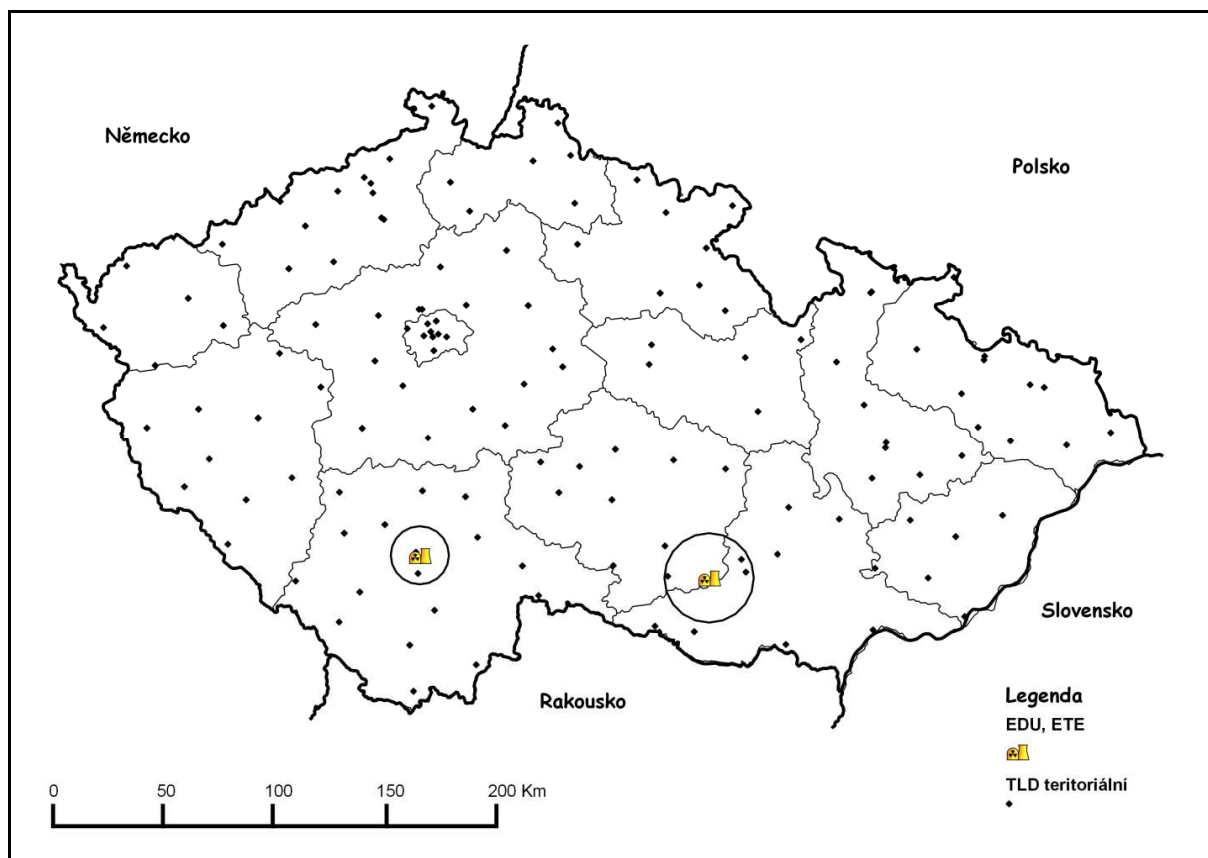 Německo
Polsko
Slovensko
Rakousko
Legenda
EDU, ETE
TLD teritoriální
0 50 100 150 200 Km